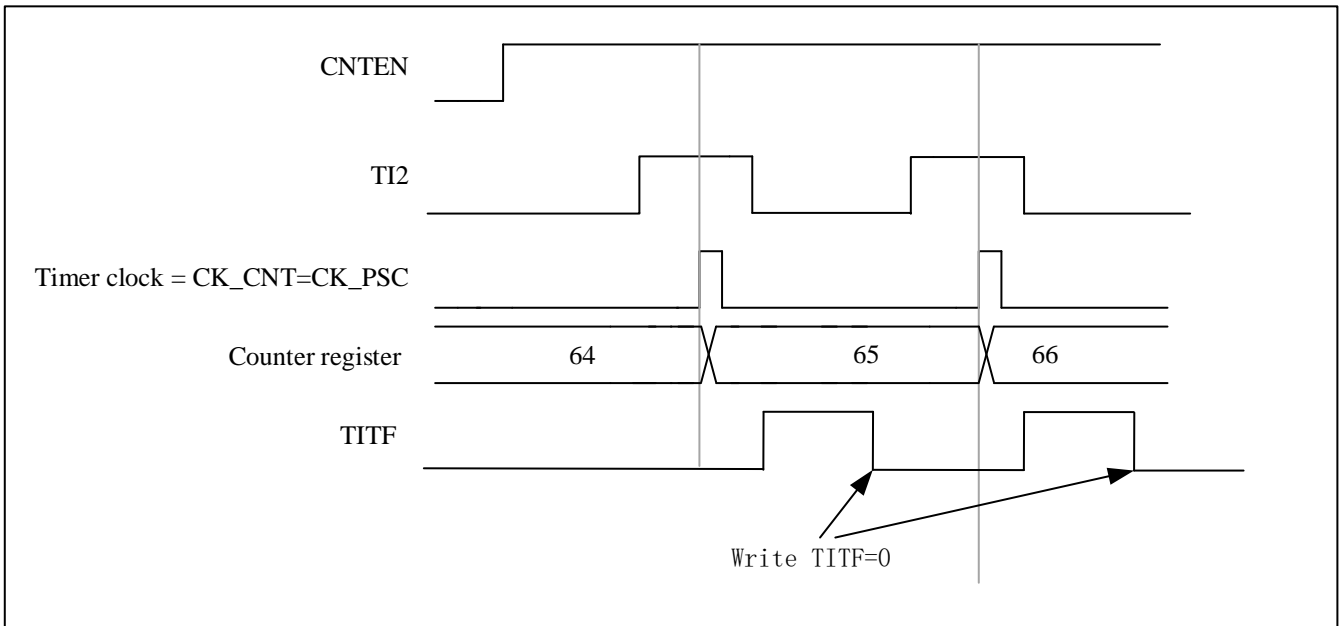 CNTEN
TI2
Timer clock = CK_CNT=CK_PSC
Counter register 64 65 66
TITF
Write TITF=0